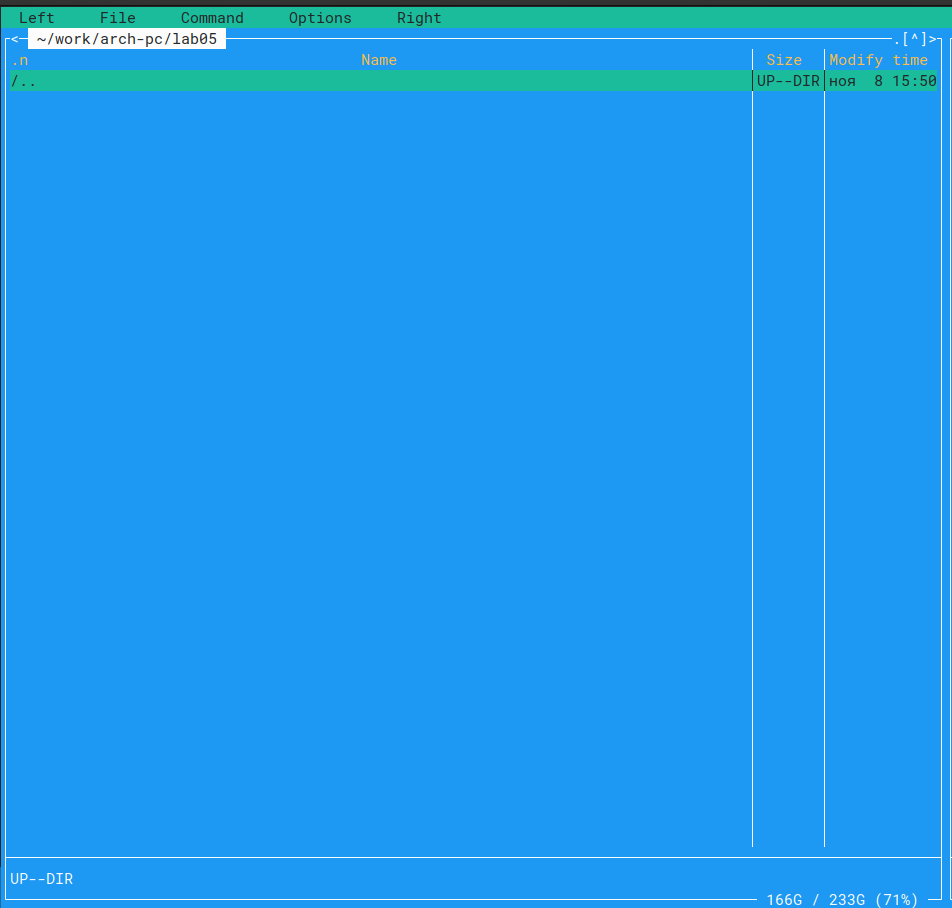 Left File Command Options Right
<- ~/work/arch-pc/lab05 .[^]>
.n Name Size Modify time
/.. UP--DIR ноя 8 15:50
UP--DIR
166G / 233G (71%)